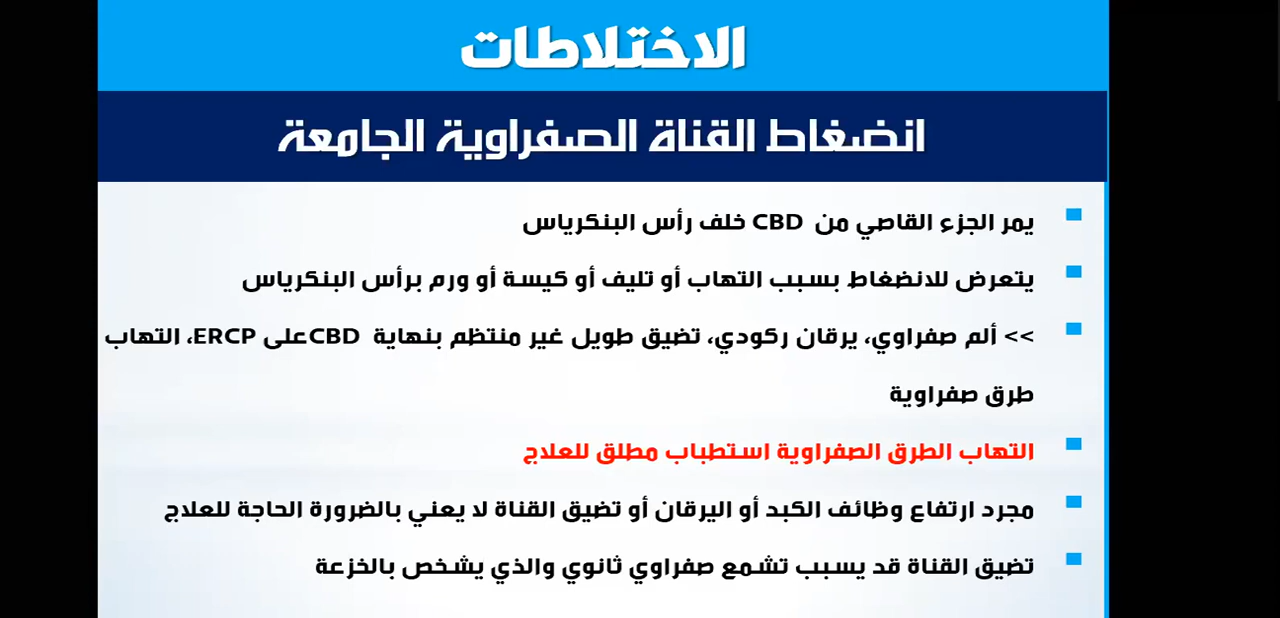 الاختلاطات
انضغاط القناة الصفراوية الجامعة
يمر الجزء القاصي من CBD خلف رأس البنكرياس
يتعرض للانضغاط بسبب التهاب أو تليف أو كيسة أو ورم برأس البنكرياس
>> ألم صفراوي، يرقان ركودي، تضيق طويل غير منتظم بنهاية CBDعلى ERCP، التهاب
طرق صفراوية
التهاب الطرق الصفراوية استطباب مطلق للعلاج
مجرد ارتفاع وظائف الكبد أو اليرقان أو تضيق القناة لا يعني بالضرورة الحاجة للعلاج
تضيق القناة قد يسبب تشمع صفراوي ثانوي والذي يشخص بالخزعة